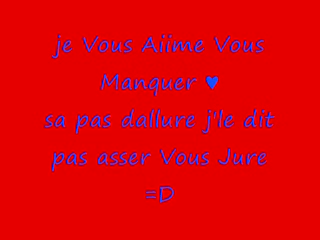 je Vous Aiime Vous
Manquer ♥
sa pas dallure j'le dit
pas asser Vous Jure
=D